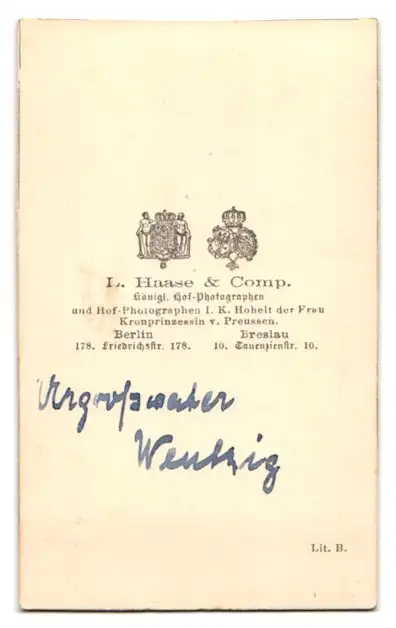 L. Haase & Comp.
Königl. Hof-Photographen
und Hof-Photographen I. K. Hoheit der Frau
Kronprinzessin v. Preussen.
Berlin Breslau
178. Friedrichsstr. 178. 10. Tauenzienstr. 10.
Urgroßvater
Wentzig
Lit. B.